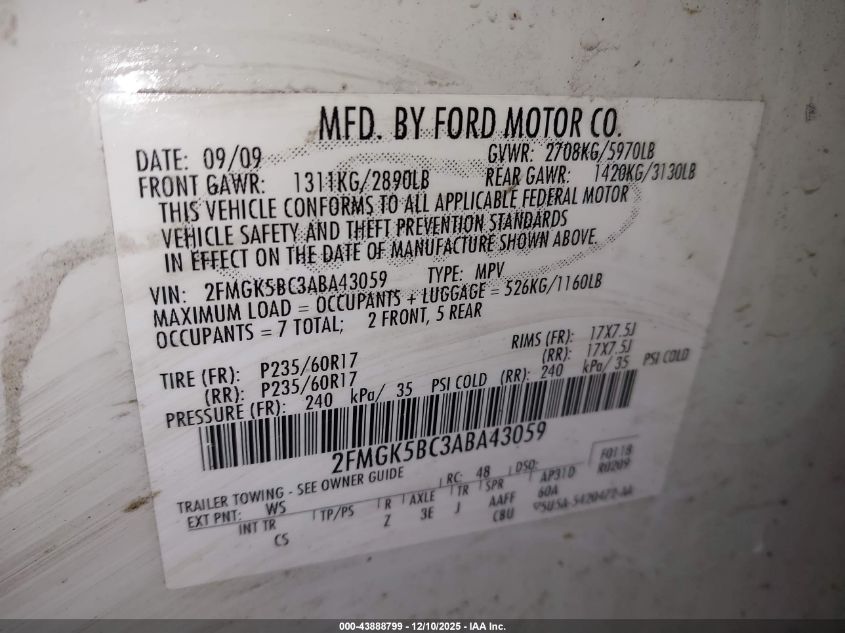 MFD. BY FORD MOTOR CO.
DATE: 09/09 GVWR: 2708KG/5970LB
FRONT GAWR: 1311KG/2890LB REAR GAWR: 1420KG/3130LB
THIS VEHICLE CONFORMS TO ALL APPLICABLE FEDERAL MOTOR
VEHICLE SAFETY AND THEFT PREVENTION STANDARDS
IN EFFECT ON THE DATE OF MANUFACTURE SHOWN ABOVE.
VIN: 2FMGK5BC3ABA43059 TYPE: MPV
MAXIMUM LOAD = OCCUPANTS + LUGGAGE = 526KG/1160LB
OCCUPANTS = 7 TOTAL; 2 FRONT, 5 REAR
TIRE (FR): P235/60R17 RIMS (FR): 17X7.5J
(RR): P235/60R17 (RR): 17X7.5J
PRESSURE (FR): 240 kPa/ 35 PSI COLD (RR): 240 kPa/ 35 PSI COLD
2FMGK5BC3ABA43059
F0118
R0209
TRAILER TOWING - SEE OWNER GUIDE
EXT PNT: WS RC: 48 DSO: AP31D
INT TR TP/PS R AXLE TR SPR 60A
CS Z 3E J AAFF
CBU
000-43888799 - 12/10/2025 - IAA Inc.